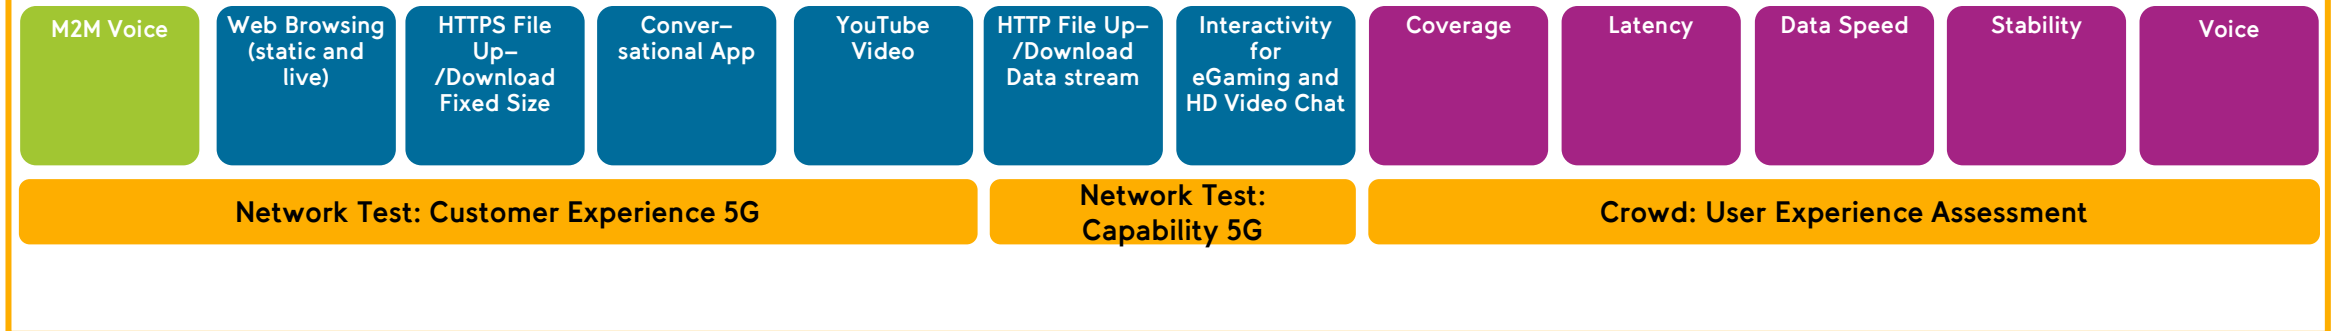 M2M Voice
Web Browsing
(static and
live)
HTTPS File
Up–
/Download
Fixed Size
Conver–
sational App
YouTube
Video
HTTP File Up–
/Download
Data stream
Interactivity
for
eGaming and
HD Video Chat
Coverage
Latency
Data Speed
Stability
Voice
Network Test: Customer Experience 5G
Network Test:
Capability 5G
Crowd: User Experience Assessment